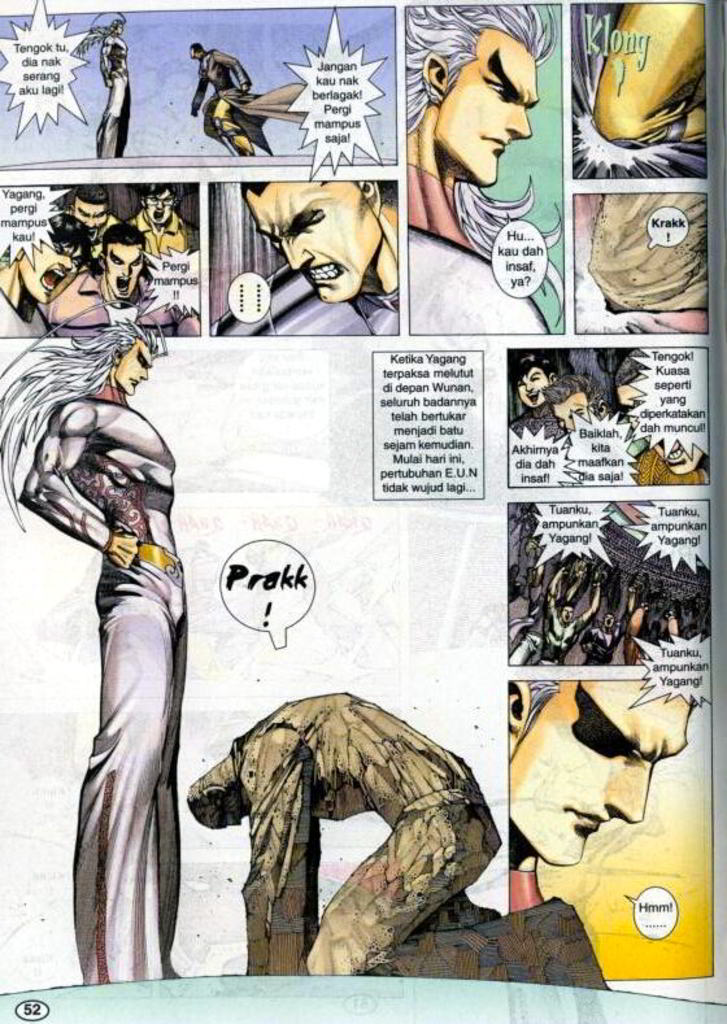 Tengok tu,
dia nak
serang
aku lagi!
Jangan
kau nak
berlagak!
Pergi
mampus
saja!
Hu...
kau dah
insaf,
ya?
Klong
!
Krakk
!
Yagang,
pergi
mampus
kau!
Pergi
mampus
!!
Ketika Yagang
terpaksa melutut
di depan Wunan,
seluruh badannya
telah bertukar
menjadi batu
sejam kemudian.
Mulai hari ini,
pertubuhan E.U.N
tidak wujud lagi...
Akhirnya
dia dah
insaf!
Baiklah,
kita
maafkan
dia saja!
Tengok!
Kuasa
seperti
yang
diperkatakan
dah muncul!
Prakk
!
Tuanku,
ampunkan
Yagang!
Tuanku,
ampunkan
Yagang!
Tuanku,
ampunkan
Yagang!
Hmm!
......
52